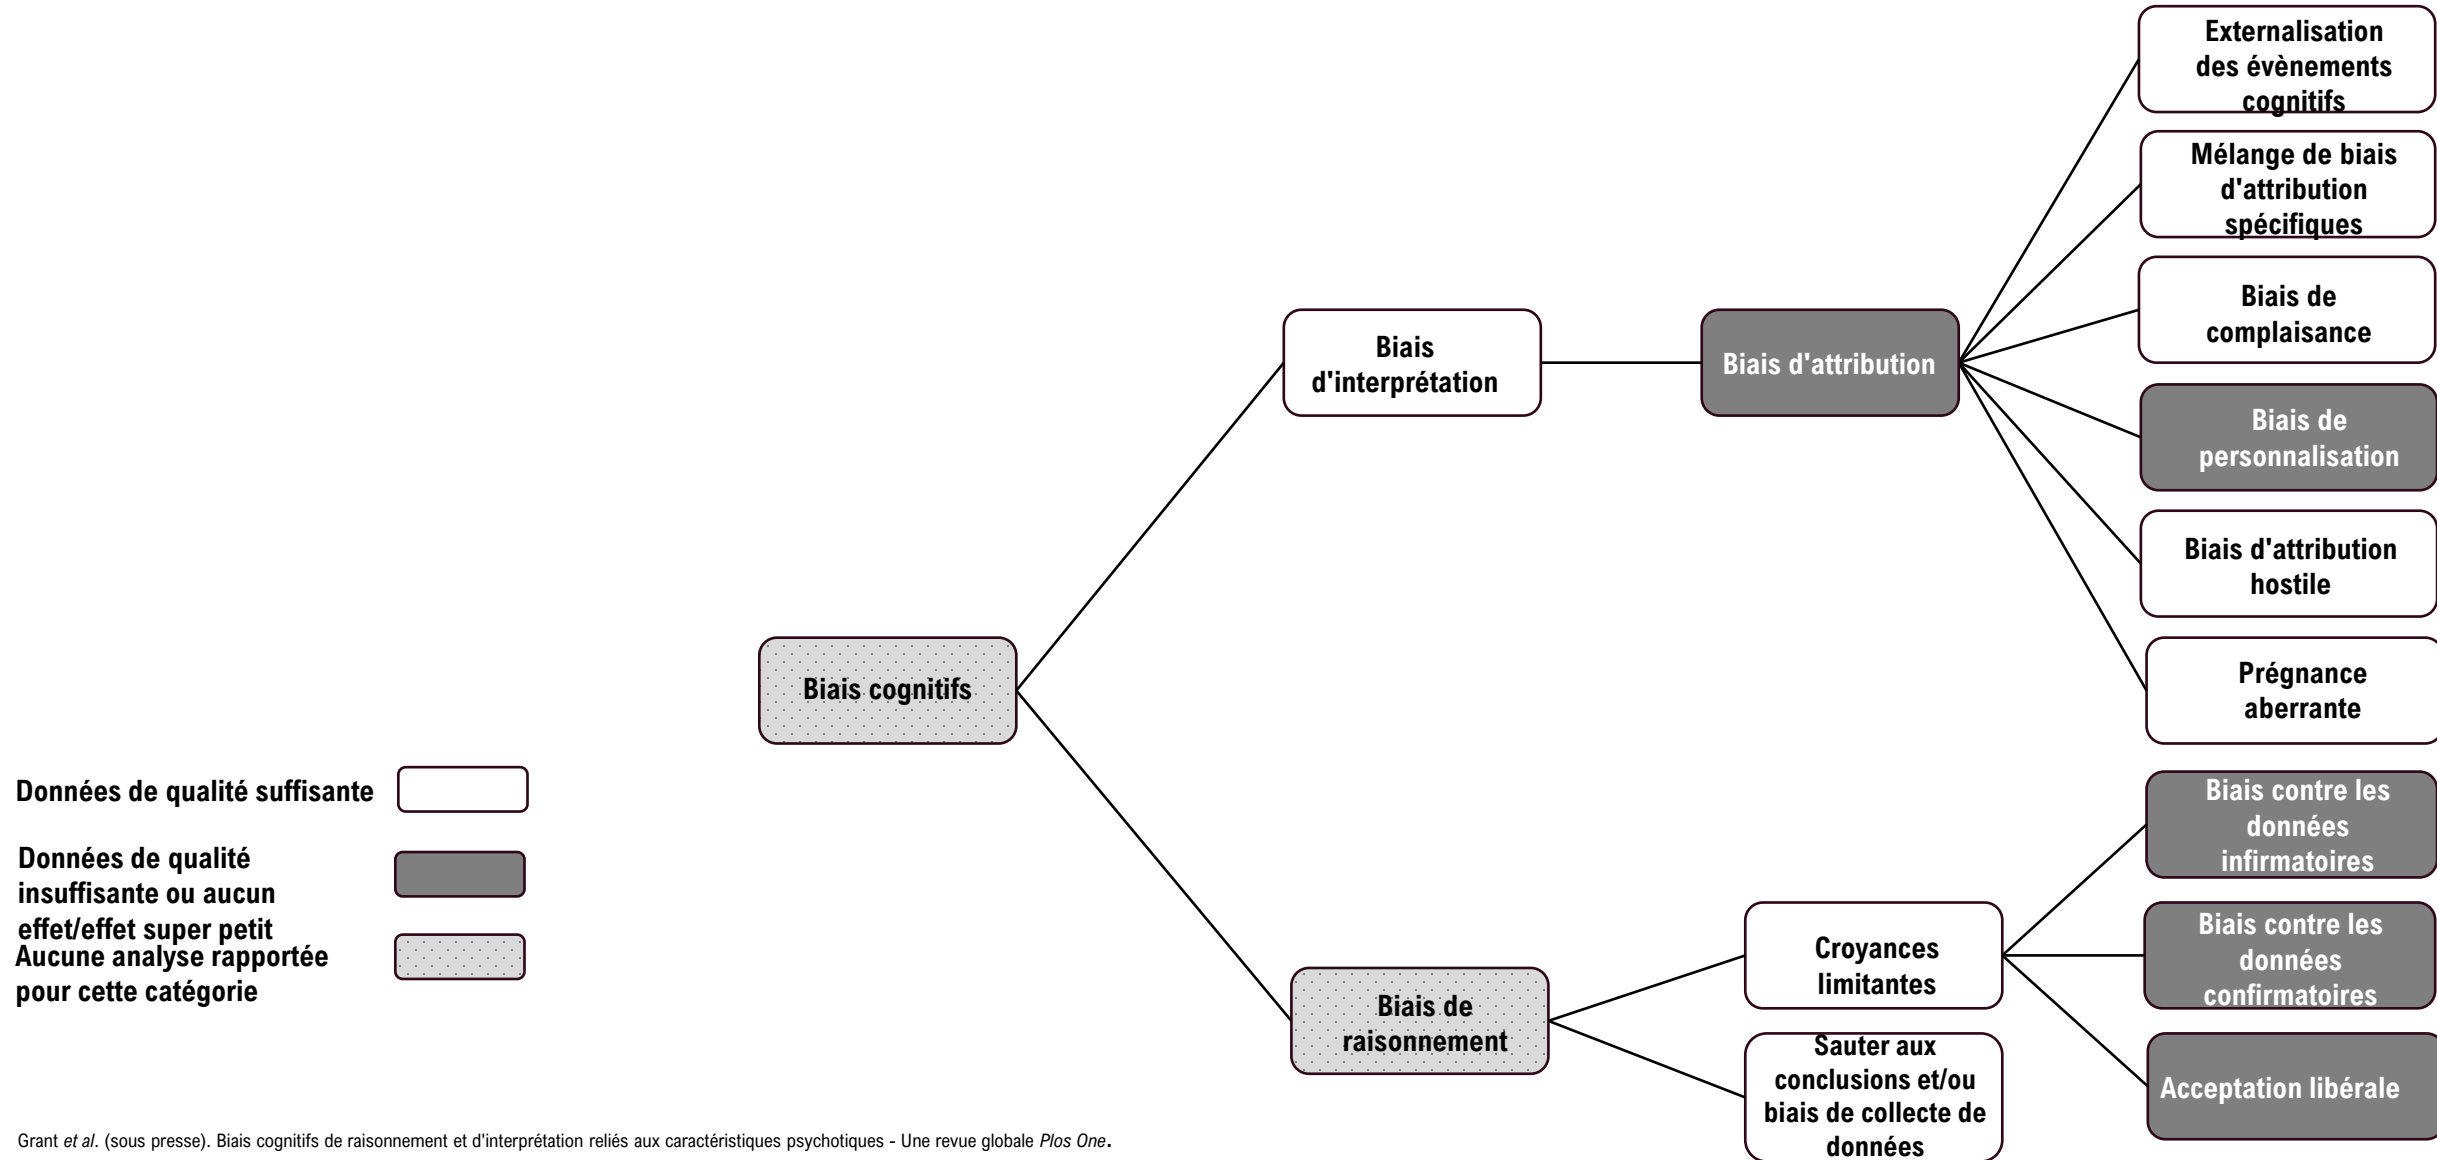 Externalisation
des évènements
cognitifs
Mélange de biais
d'attribution
spécifiques
Biais de
complaisance
Biais
d'interprétation
Biais d'attribution
Biais de
personnalisation
Biais d'attribution
hostile
Prégnance
aberrante
Biais cognitifs
Données de qualité suffisante
Données de qualité
insuffisante ou aucun
effet/effet super petit
Aucune analyse rapportée
pour cette catégorie
Biais contre les
données
infirmatoires
Biais contre les
données
confirmatoires
Croyances
limitantes
Biais de
raisonnement
Sauter aux
conclusions et/ou
biais de collecte de
données
Acceptation libérale
Grant et al. (sous presse). Biais cognitifs de raisonnement et d'interprétation reliés aux caractéristiques psychotiques - Une revue globale Plos One.